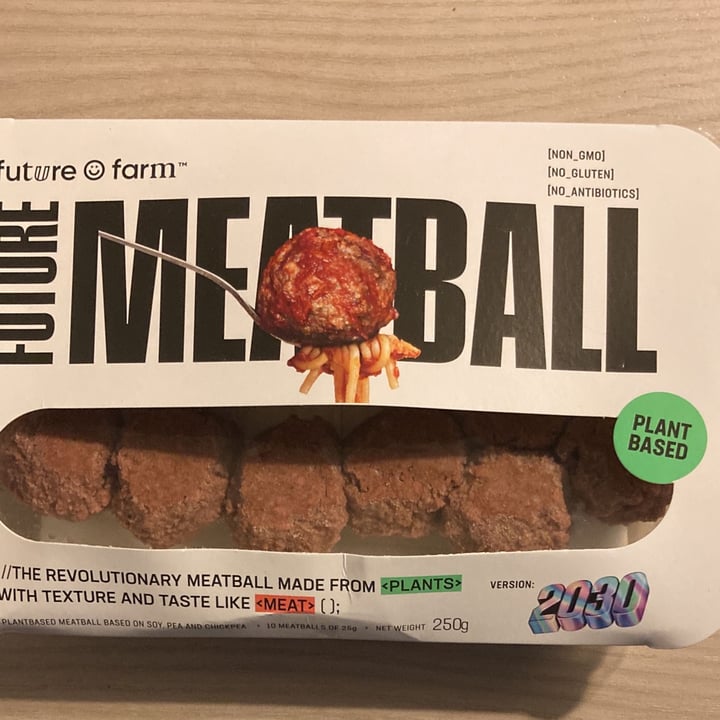 future farm™
[NON_GMO]
[NO_GLUTEN]
[NO_ANTIBIOTICS]
FUTURE
MEATBALL
PLANT
BASED
//THE REVOLUTIONARY MEATBALL MADE FROM <PLANTS>
WITH TEXTURE AND TASTE LIKE <MEAT> ();
VERSION: 2030
PLANTBASED MEATBALL BASED ON SOY, PEA AND CHICKPEA • 10 MEATBALLS OF 25g • NET WEIGHT 250g